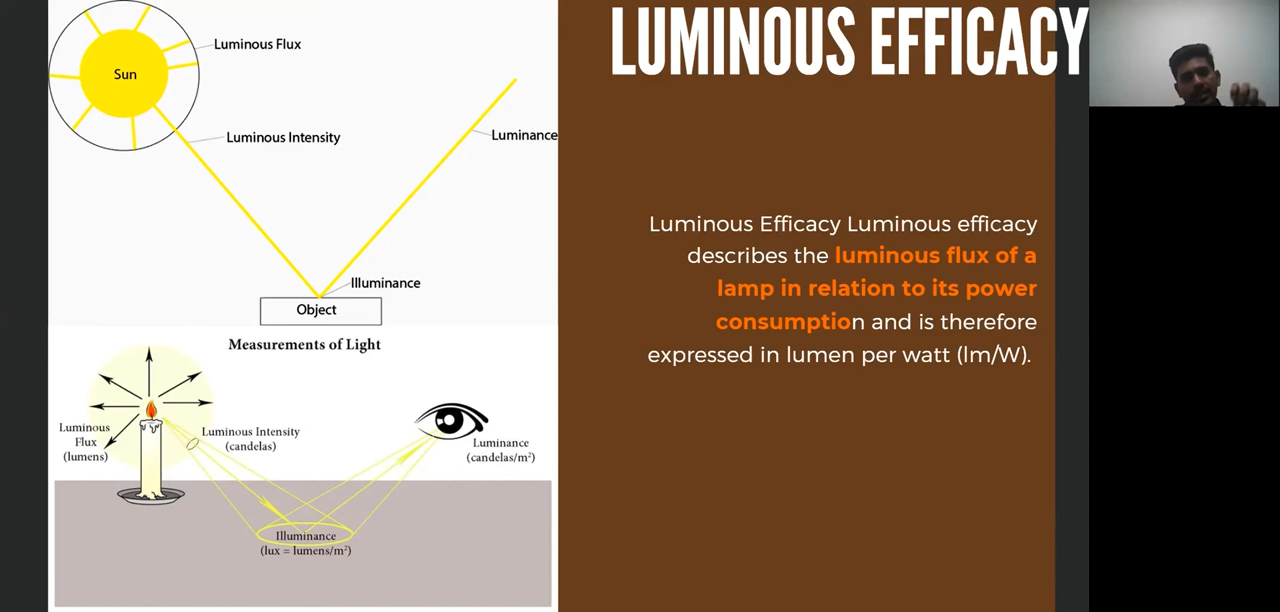 LUMINOUS EFFICACY
Luminous Flux
Sun
Luminous Intensity
Luminance
Illuminance
Object
Measurements of Light
Luminous
Flux
(lumens)
Luminous Intensity
(candelas)
Luminance
(candelas/m²)
Illuminance
(lux = lumens/m²)
Luminous Efficacy Luminous efficacy
describes the luminous flux of a
lamp in relation to its power
consumption and is therefore
expressed in lumen per watt (lm/W).